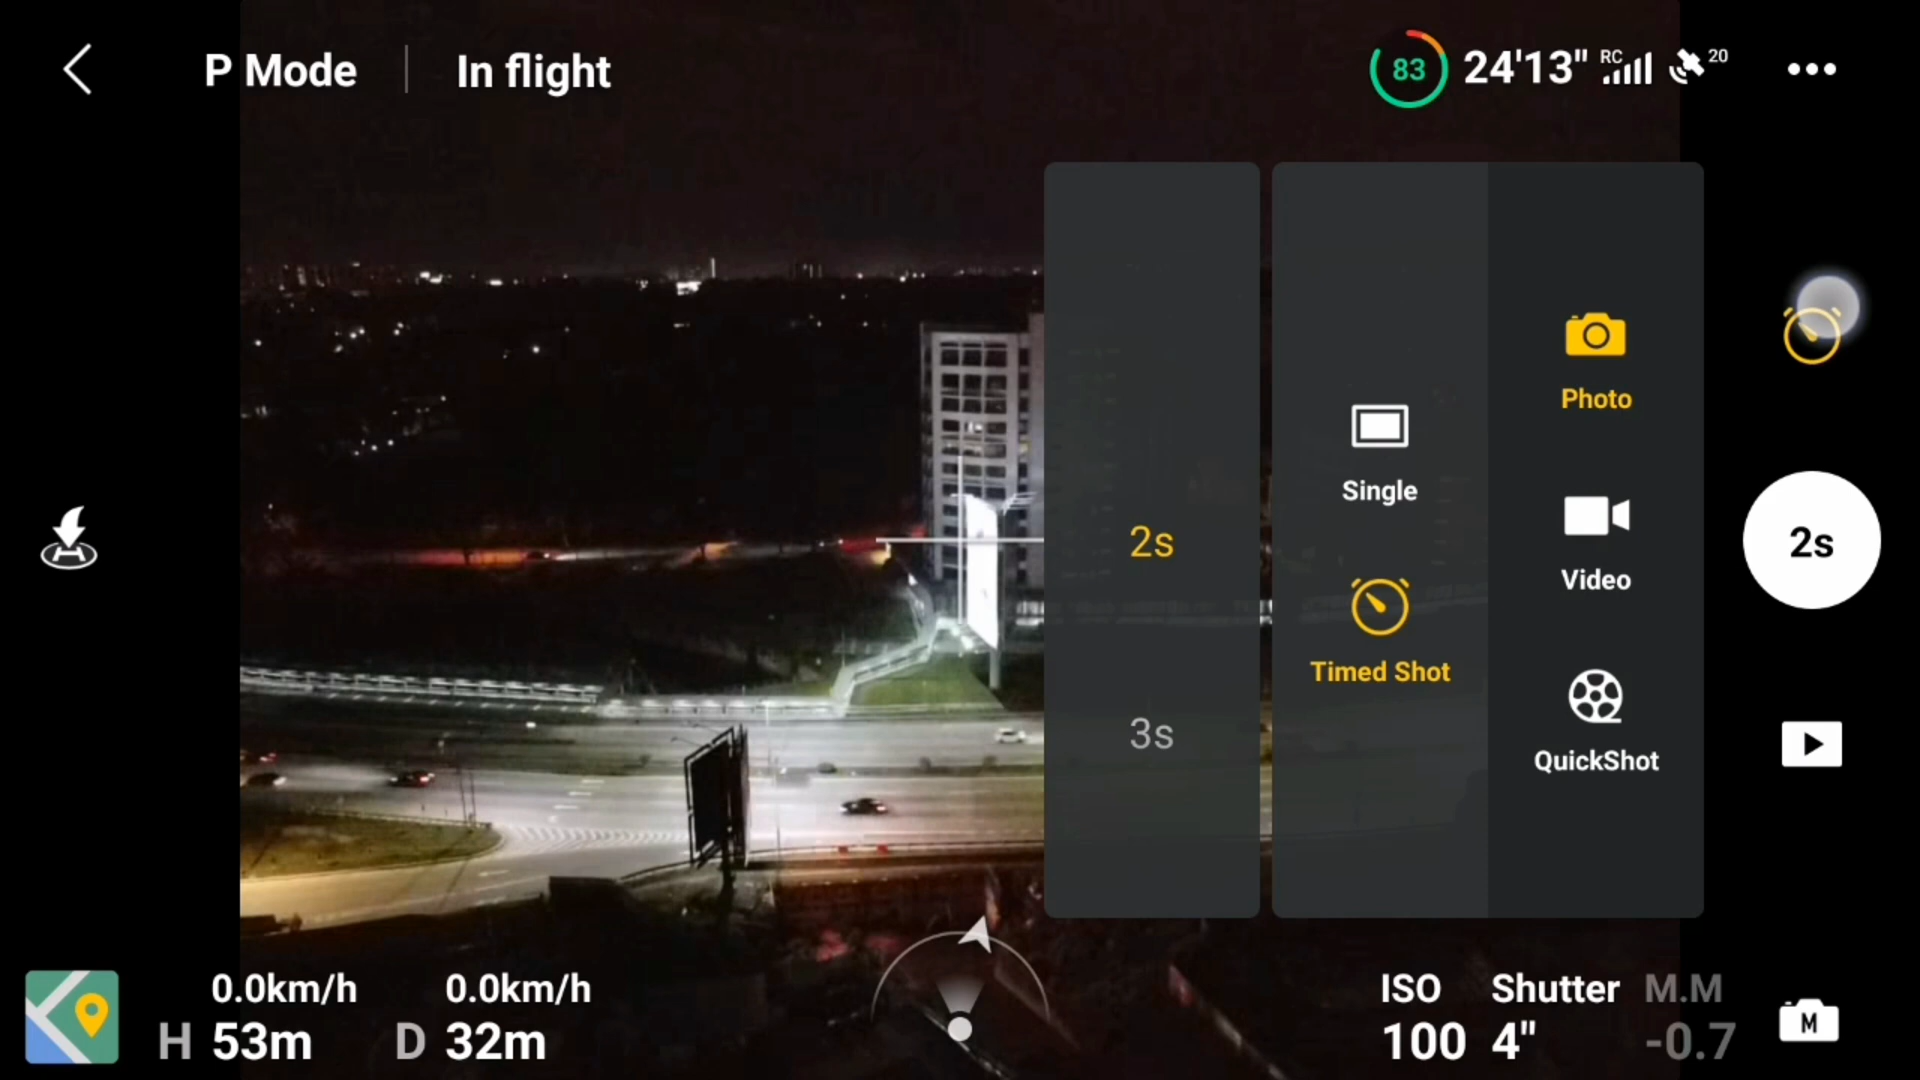 P Mode
In flight
83
24'13"
RC
20
Photo
Single
2s
Video
2s
Timed Shot
3s
QuickShot
0.0km/h
0.0km/h
H 53m
D 32m
ISO
100
Shutter
4"
M.M
-0.7
M